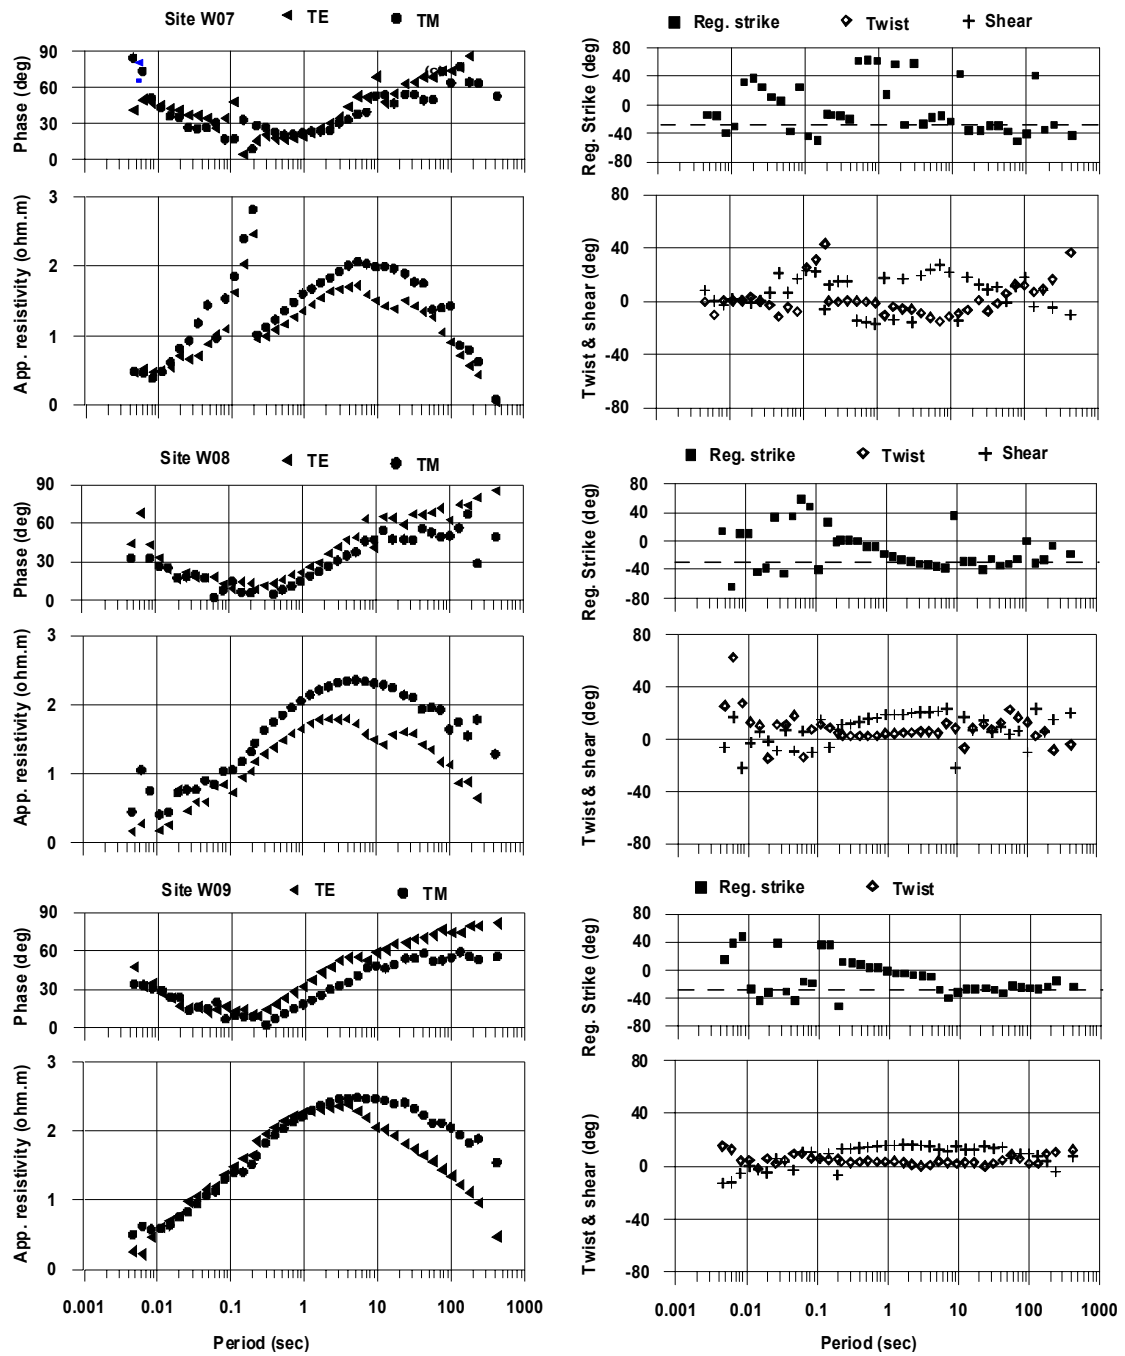 Site W07 TE TM
90
60
30
0
Phase (deg)
3
2
1
0
App. resistivity (ohm.m)
Reg. strike Twist Shear
80
40
0
-40
-80
Reg. Strike (deg)
80
40
0
-40
-80
Twist & shear (deg)
Site W08 TE TM
90
60
30
0
Phase (deg)
3
2
1
0
App. resistivity (ohm.m)
Reg. strike Twist Shear
80
40
0
-40
-80
Reg. Strike (deg)
80
40
0
-40
-80
Twist & shear (deg)
Site W09 TE TM
90
60
30
0
Phase (deg)
3
2
1
0
App. resistivity (ohm.m)
0.001 0.01 0.1 1 10 100 1000
Period (sec)
Reg. strike Twist
80
40
0
-40
-80
Reg. Strike (deg)
80
40
0
-40
-80
Twist & shear (deg)
0.001 0.01 0.1 1 10 100 1000
Period (sec)